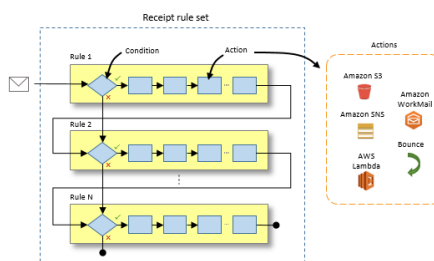 Receipt rule set
Rule 1
Condition
Action
Rule 2
Rule N
Actions
Amazon S3
Amazon
WorkMail
Amazon SNS
Bounce
AWS
Lambda